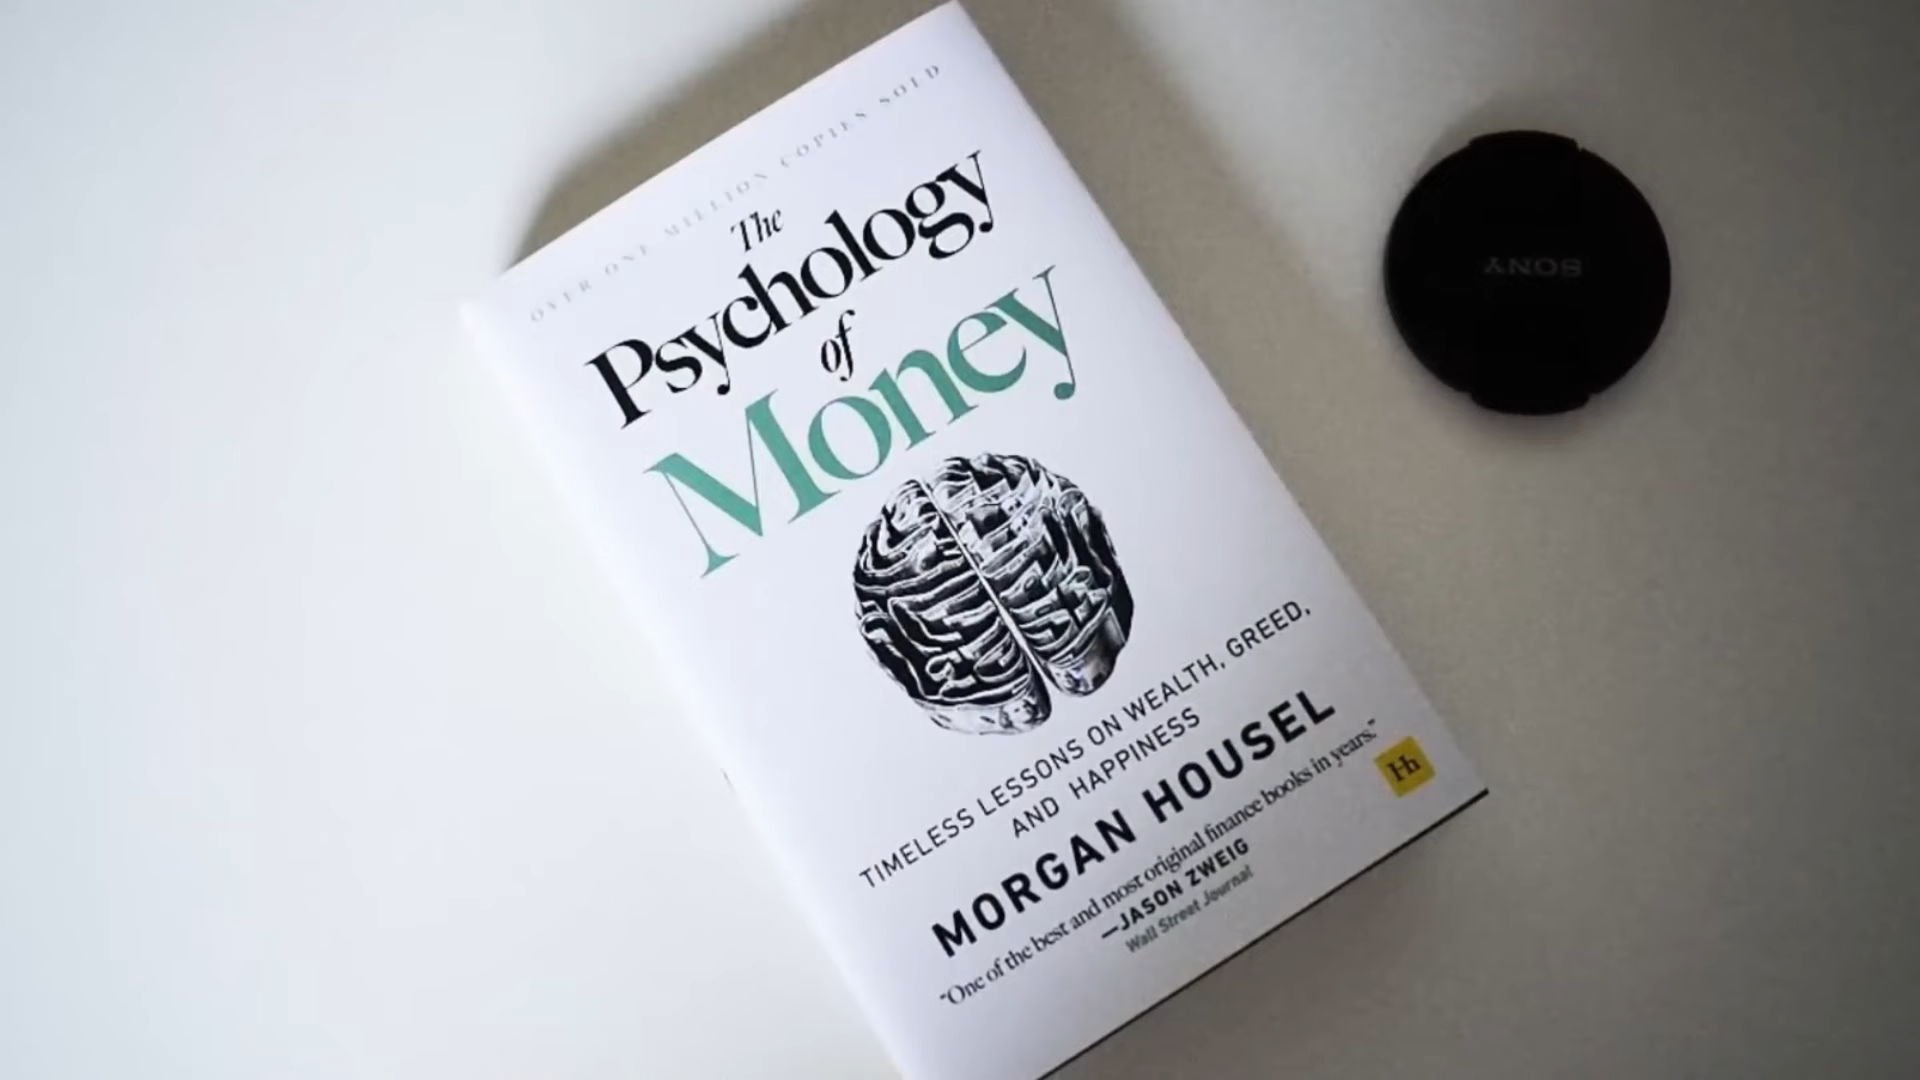 OVER ONE MILLION COPIES SOLD
The
Psychology
of
Money
TIMELESS LESSONS ON WEALTH, GREED,
AND HAPPINESS
MORGAN HOUSEL
"One of the best and most original finance books in years."
—JASON ZWEIG
Wall Street Journal
Hh
SONY